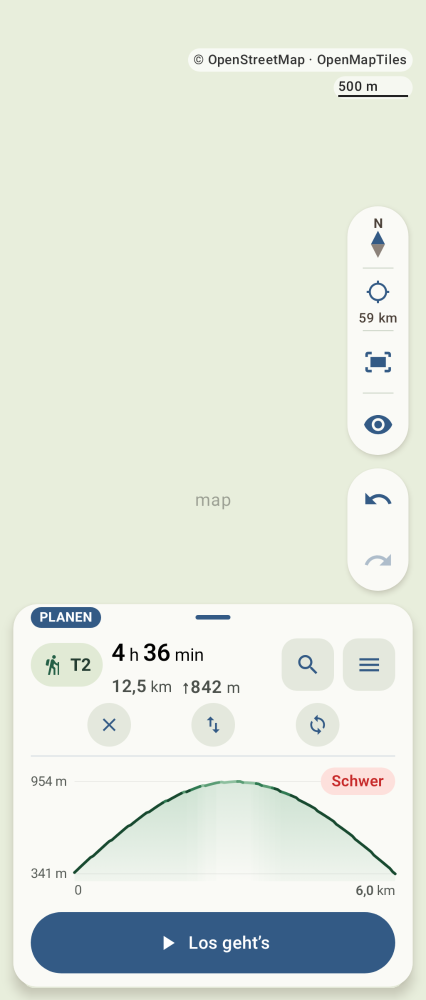 © OpenStreetMap · OpenMapTiles
500 m
N
59 km
map
PLANEN
T2
4 h 36 min
12,5 km ↑842 m
954 m
Schwer
341 m
0
6,0 km
Los geht’s